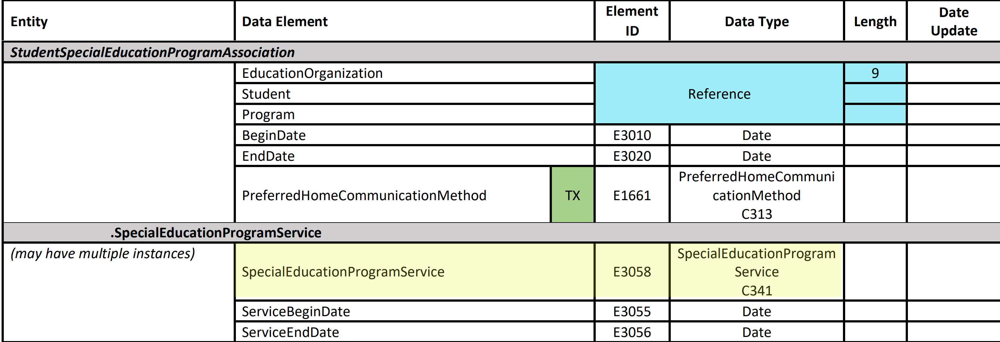 Entity Data Element Element ID Data Type Length Date Update
StudentSpecialEducationProgramAssociation
EducationOrganization Reference 9
Student
Program
BeginDate E3010 Date
EndDate E3020 Date
PreferredHomeCommunicationMethod TX E1661 PreferredHomeCommuni
cationMethod
C313
.SpecialEducationProgramService
(may have multiple instances) SpecialEducationProgramService E3058 SpecialEducationProgram
Service
C341
ServiceBeginDate E3055 Date
ServiceEndDate E3056 Date